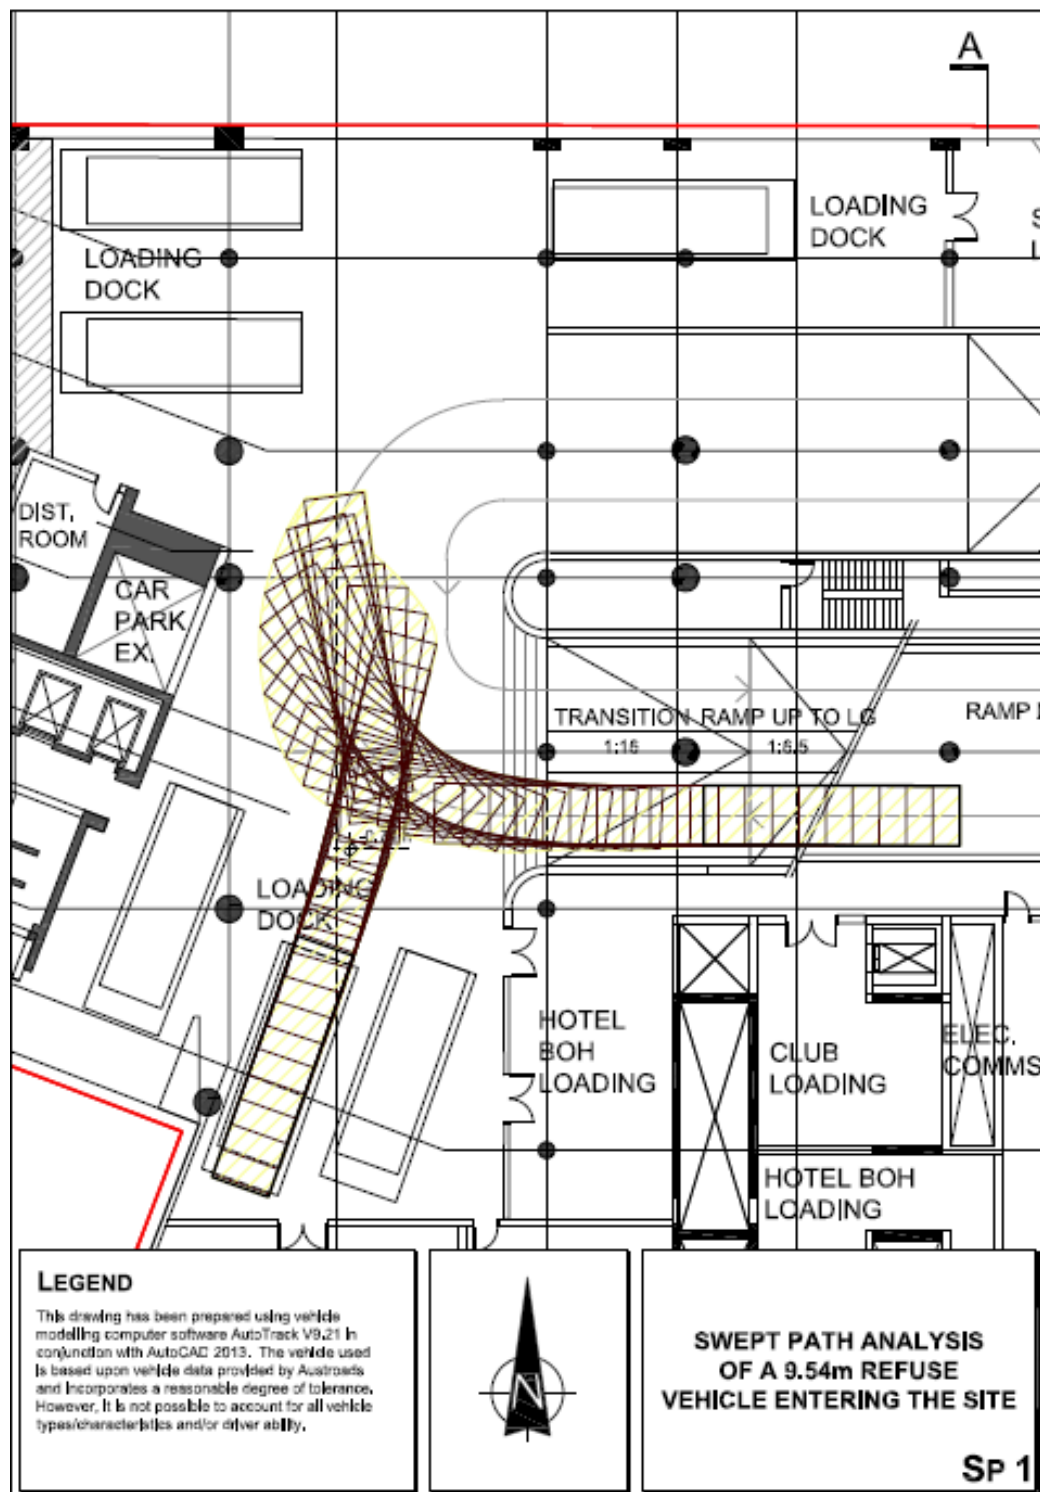 A
LOADING
DOCK
LOADING
DOCK
DIST.
ROOM
CAR
PARK
EX.
TRANSITION RAMP UP TO LG
1:16
1:6.5
RAMP
LOADING
DOCK
HOTEL
BOH
LOADING
CLUB
LOADING
ELEC.
COMMS
HOTEL BOH
LOADING
LEGEND
This drawing has been prepared using vehicle
modelling computer software AutoTrack V9.21 in
conjunction with AutoCAD 2013. The vehicle used
is based upon vehicle data provided by Austroads
and incorporates a reasonable degree of tolerance.
However, it is not possible to account for all vehicle
types/characteristics and/or driver ability.
N
SWEPT PATH ANALYSIS
OF A 9.54m REFUSE
VEHICLE ENTERING THE SITE
SP 1